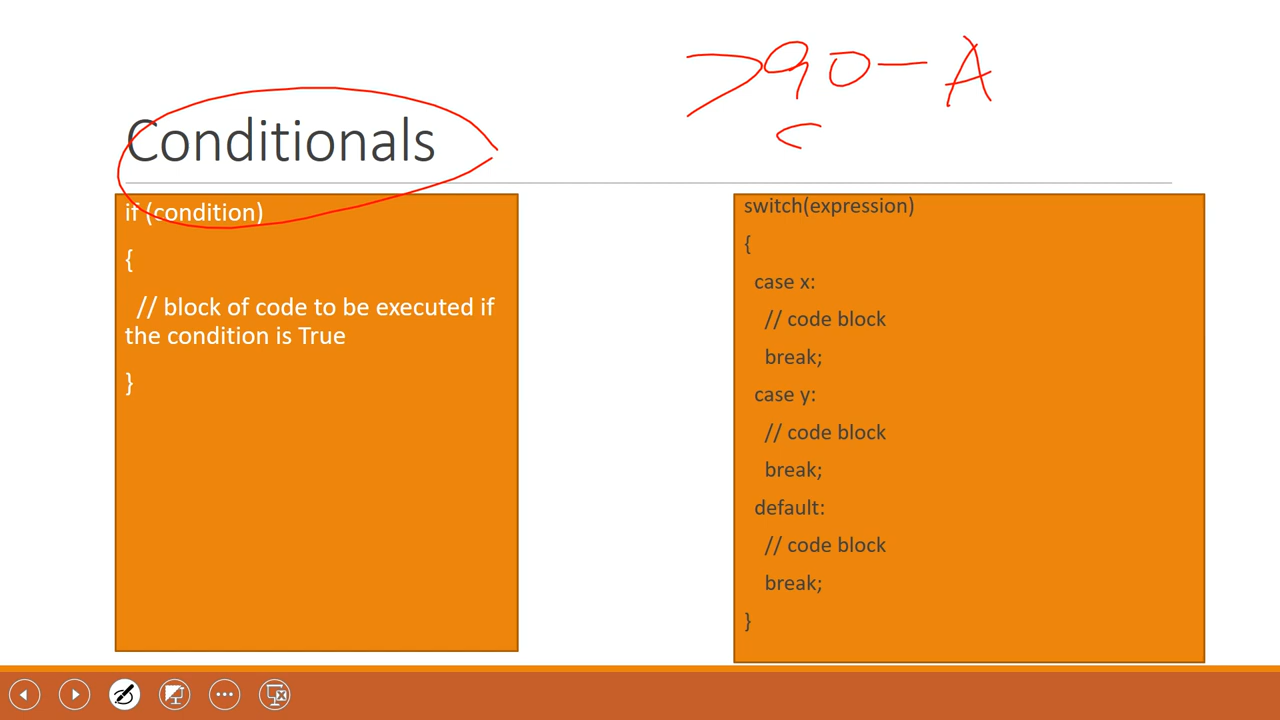 >90-A
Conditionals
if (condition)
{
// block of code to be executed if
the condition is True
}
switch(expression)
{
case x:
// code block
break;
case y:
// code block
break;
default:
// code block
break;
}